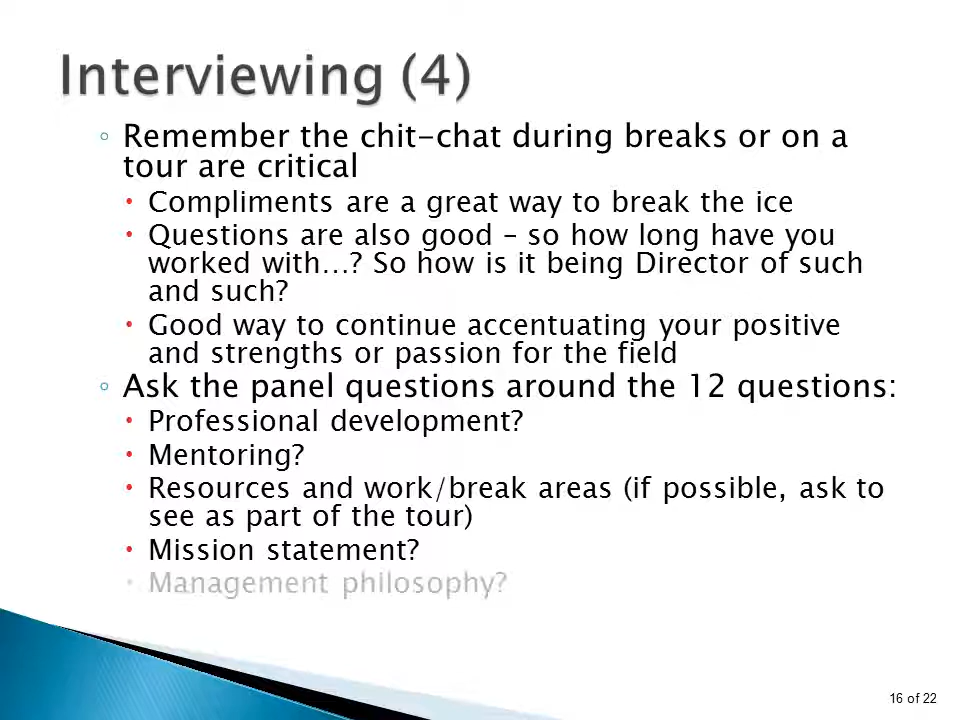 Interviewing (4)
Remember the chit-chat during breaks or on a
tour are critical
Compliments are a great way to break the ice
Questions are also good – so how long have you
worked with…? So how is it being Director of such
and such?
Good way to continue accentuating your positive
and strengths or passion for the field
Ask the panel questions around the 12 questions:
Professional development?
Mentoring?
Resources and work/break areas (if possible, ask to
see as part of the tour)
Mission statement?
Management philosophy?
16 of 22